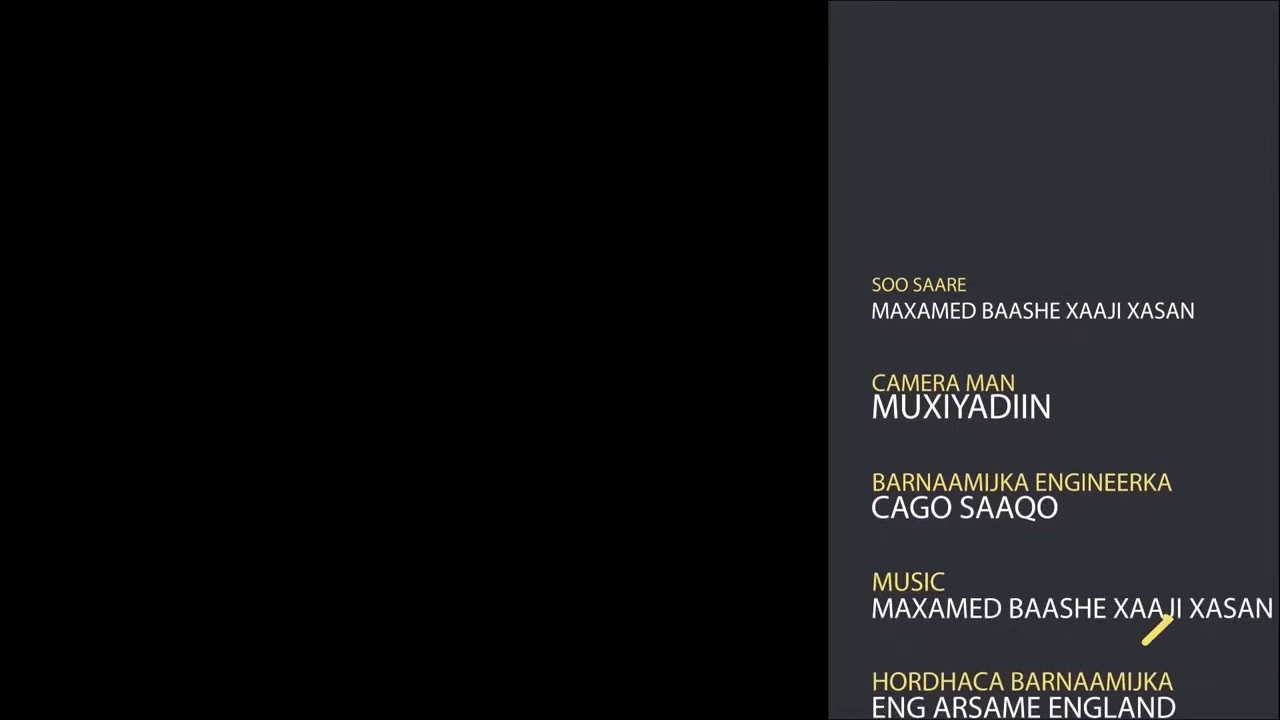 SOO SAARE
MAXAMED BAASHE XAAJI XASAN
CAMERA MAN
MUXIYADIIN
BARNAAMIJKA ENGINEERKA
CAGO SAAQO
MUSIC
MAXAMED BAASHE XAAJI XASAN
HORDHACA BARNAAMIJKA
ENG ARSAME ENGLAND